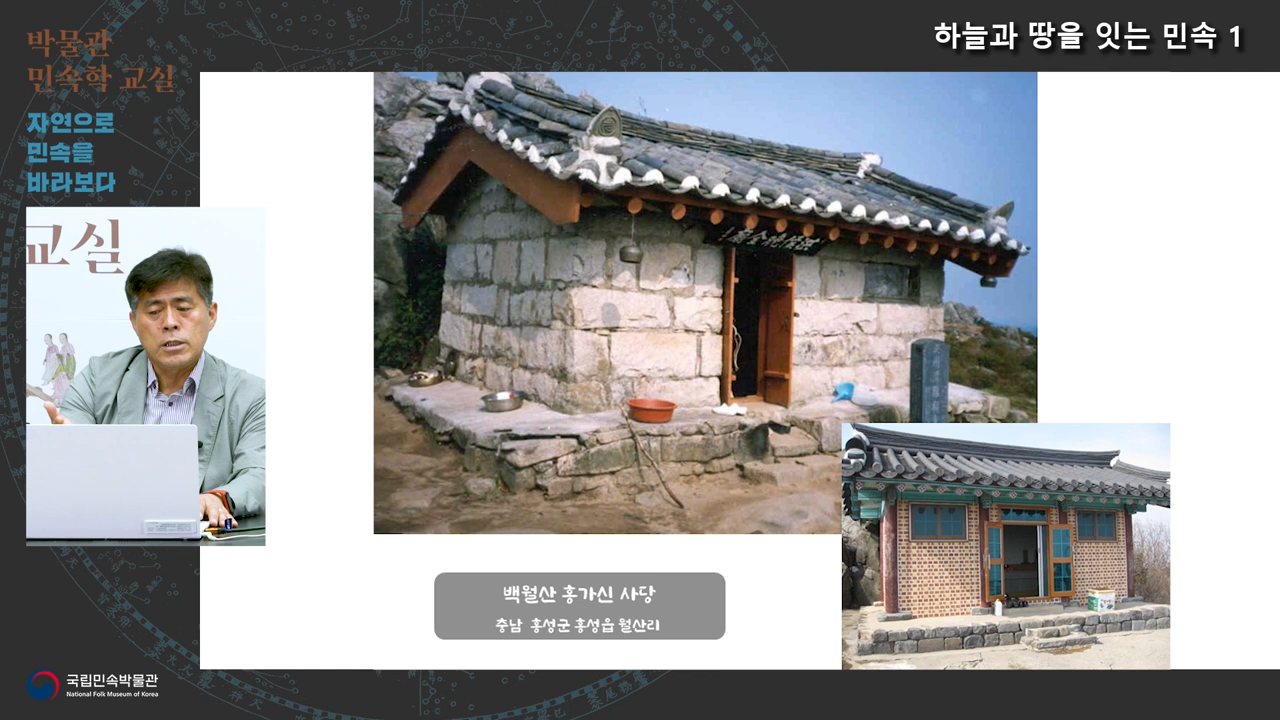 하늘과 땅을 잇는 민속 1
박물관
민속학 교실
자연으로
민속을
바라보다
교실
백월산 홍가신 사당
충남 홍성군 홍성읍 월산리
국립민속박물관
National Folk Museum of Korea